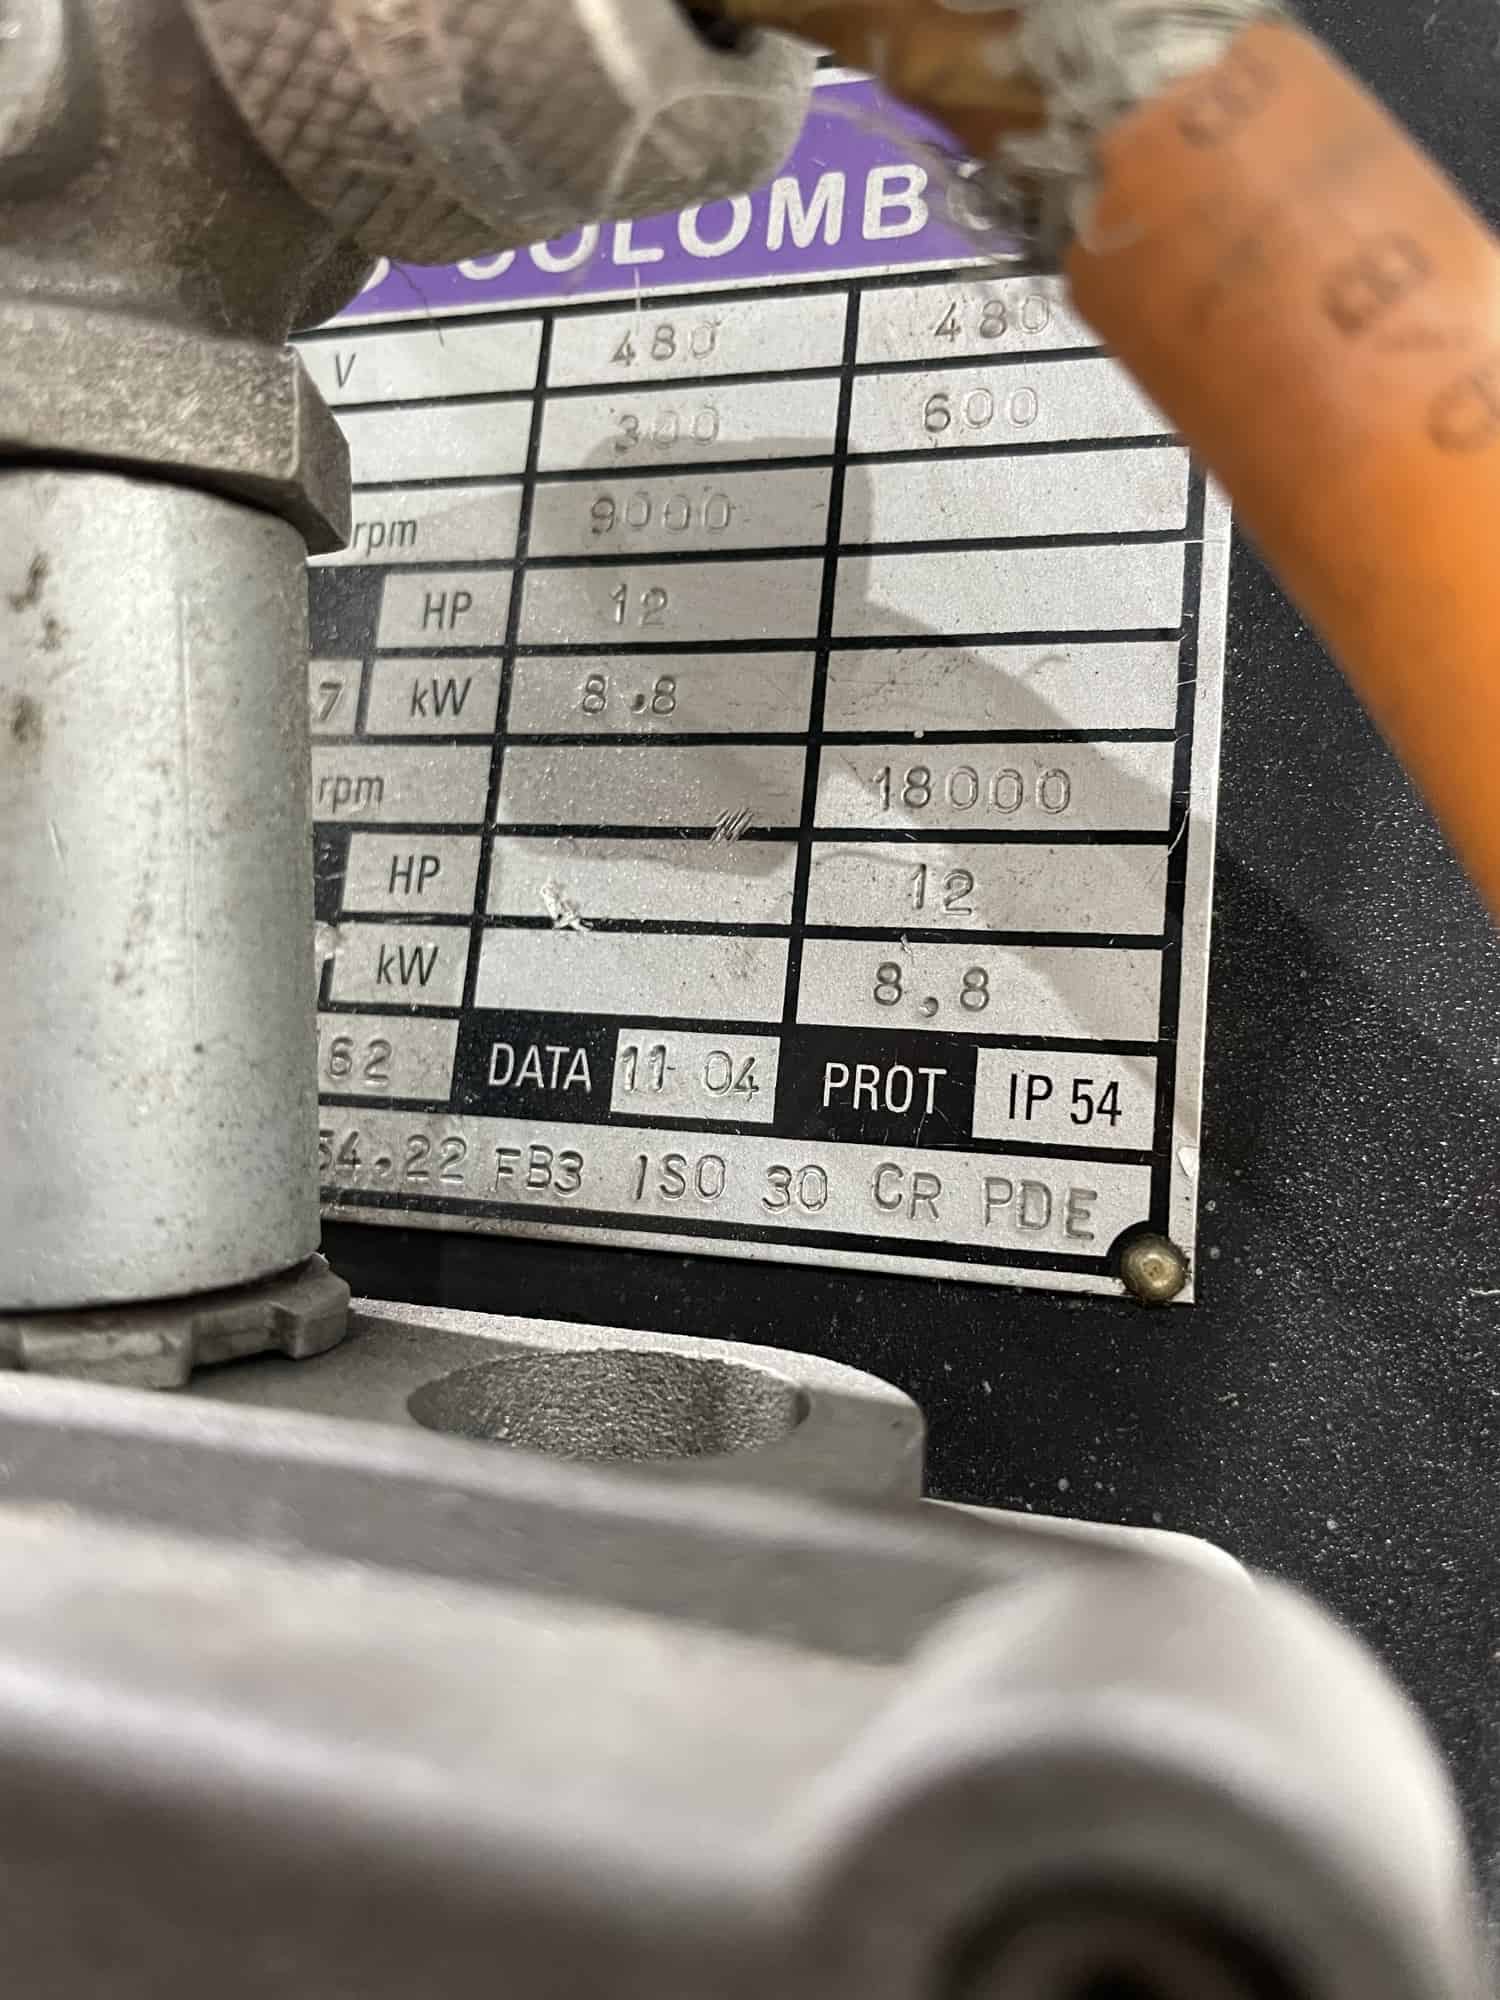 COLOMBO
V 480 480
300 600
rpm 9000
HP 12
7 kW 8.8
rpm 18000
HP 12
kW 8,8
62 DATA 11 04 PROT IP 54
54.22 FB3 ISO 30 CR PDE